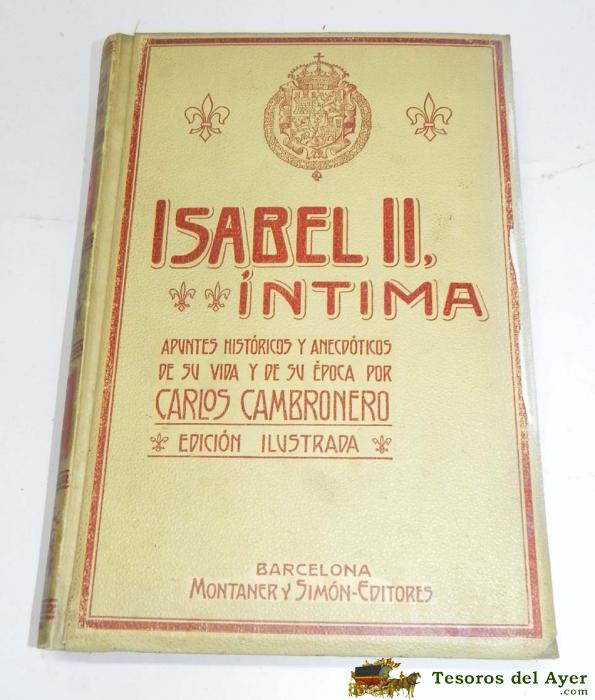 ISABEL II,
ÍNTIMA
APUNTES HISTÓRICOS Y ANECDÓTICOS
DE SU VIDA Y DE SU ÉPOCA POR
CARLOS CAMBRONERO
EDICIÓN ILUSTRADA
BARCELONA
MONTANER Y SIMÓN-EDITORES
Tesoros del Ayer
.com